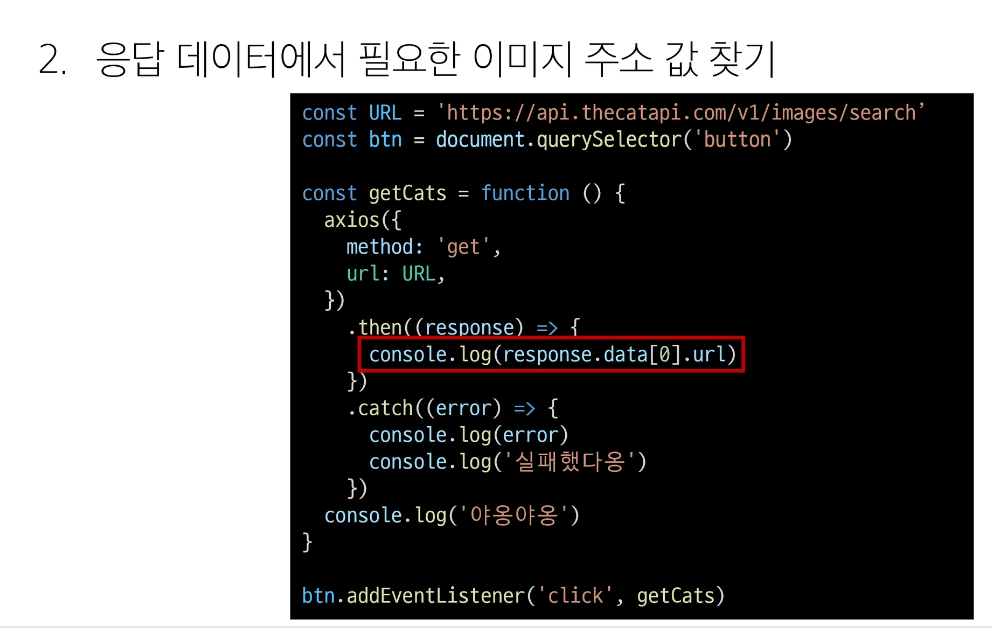 2. 응답 데이터에서 필요한 이미지 주소 값 찾기
const URL = 'https://api.thecatapi.com/v1/images/search’
const btn = document.querySelector('button')
const getCats = function () {
  axios({
    method: 'get',
    url: URL,
  })
    .then((response) => {
      console.log(response.data[0].url)
    })
    .catch((error) => {
      console.log(error)
      console.log('실패했다옹')
    })
  console.log('야옹야옹')
}
btn.addEventListener('click', getCats)